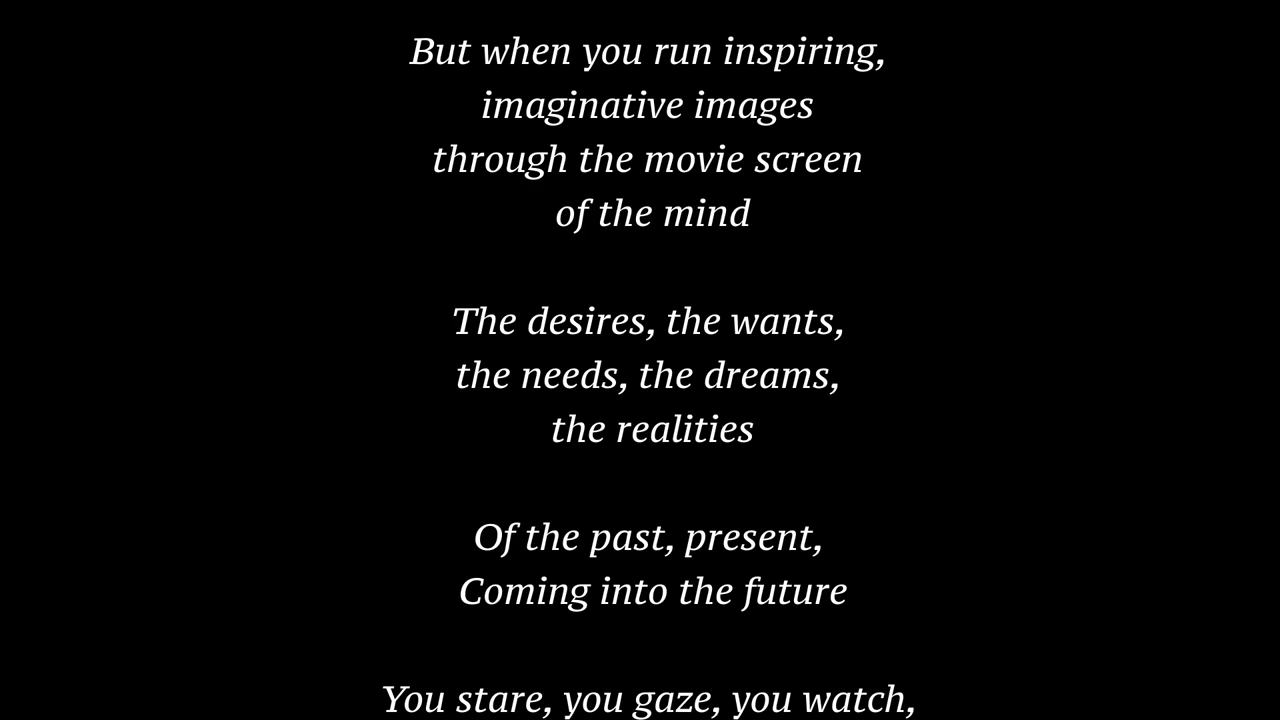 But when you run inspiring,
imaginative images
through the movie screen
of the mind
The desires, the wants,
the needs, the dreams,
the realities
Of the past, present,
Coming into the future
You stare, you gaze, you watch,